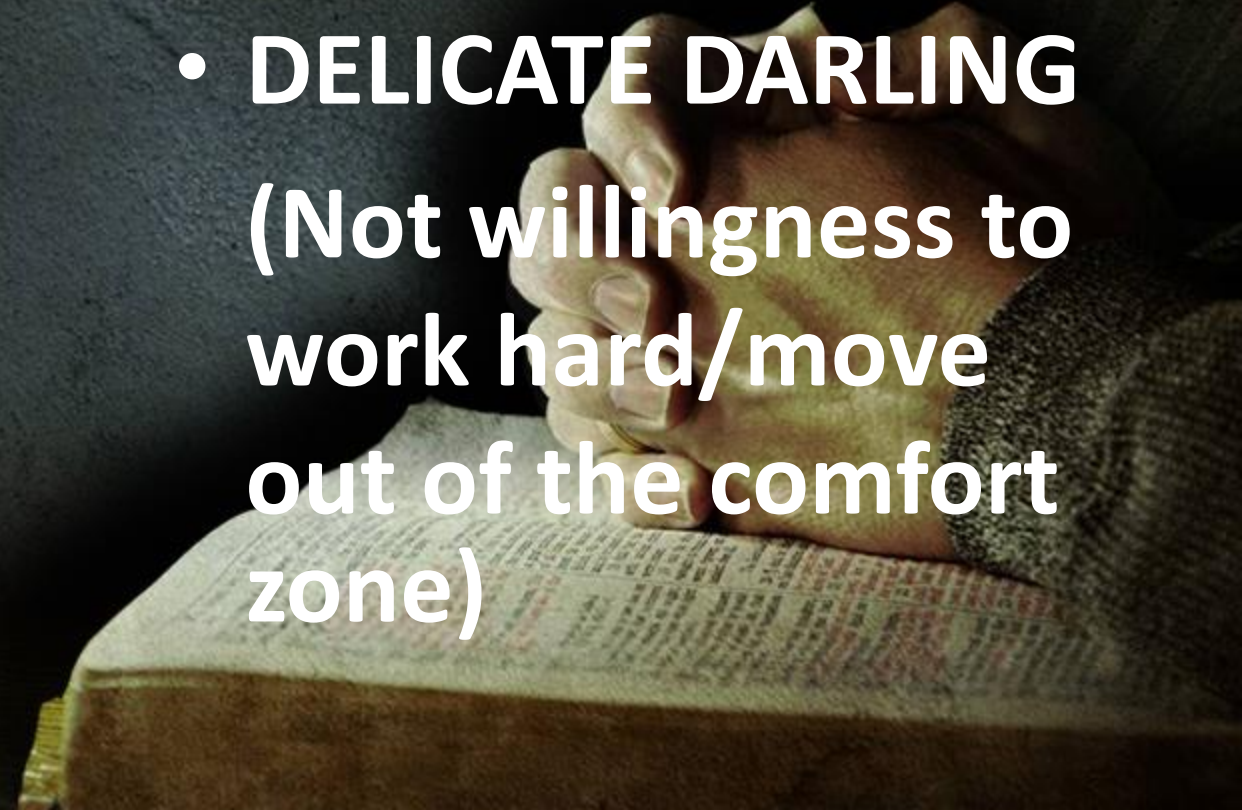 • DELICATE DARLING
(Not willingness to
work hard/move
out of the comfort
zone)